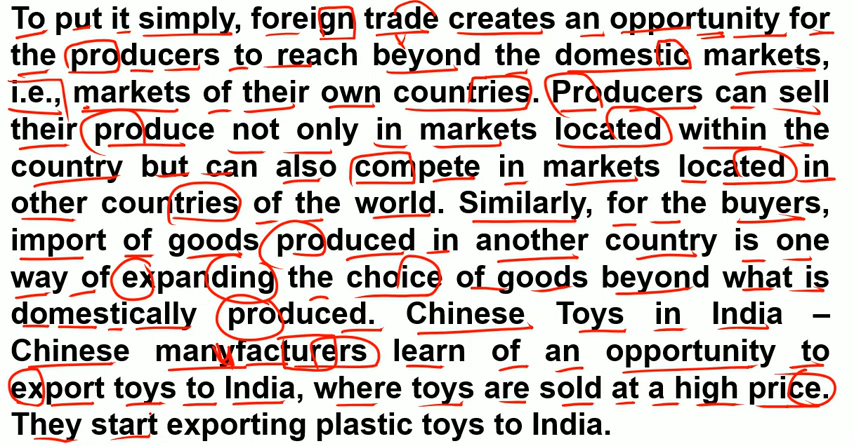 To put it simply, foreign trade creates an opportunity for
the producers to reach beyond the domestic markets,
i.e., markets of their own countries. Producers can sell
their produce not only in markets located within the
country but can also compete in markets located in
other countries of the world. Similarly, for the buyers,
import of goods produced in another country is one
way of expanding the choice of goods beyond what is
domestically produced. Chinese Toys in India –
Chinese manufacturers learn of an opportunity to
export toys to India, where toys are sold at a high price.
They start exporting plastic toys to India.